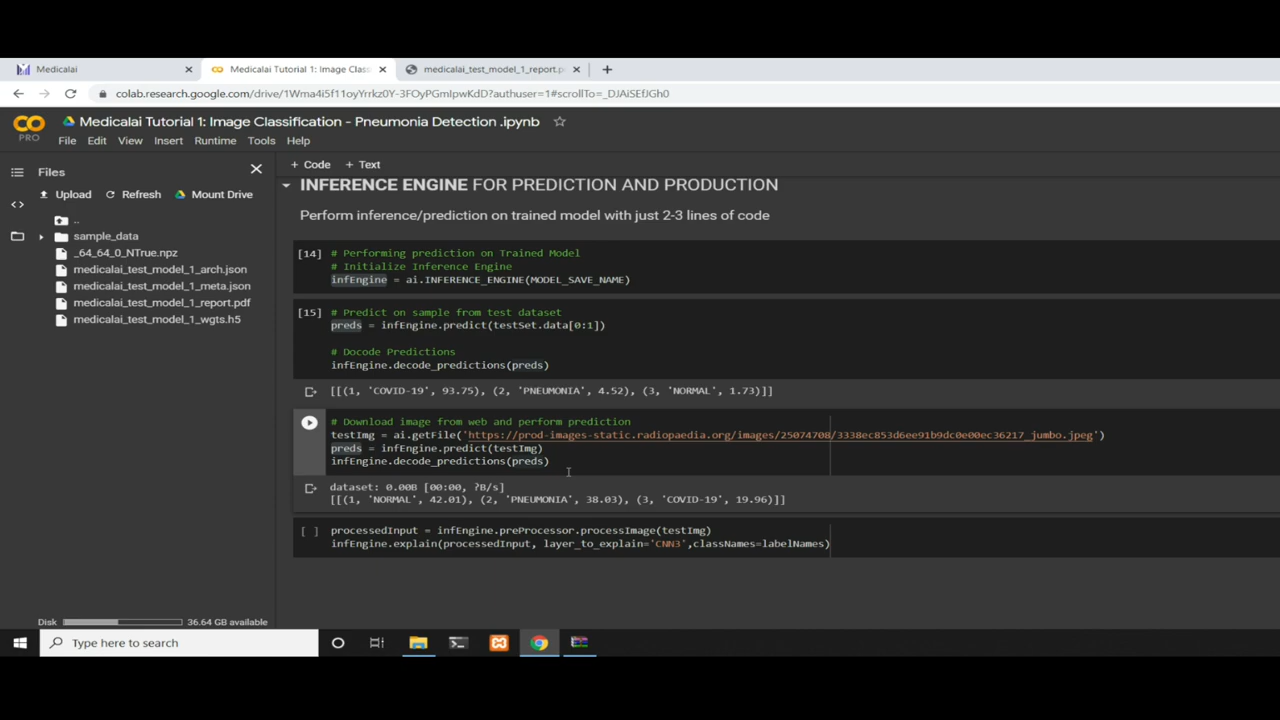 Medicalai
Medicalai Tutorial 1: Image Class
medicalai_test_model_1_report.p
colab.research.google.com/drive/1Wma4i5f11oyYrrkz0Y-3FOyPGmIpwKdD?authuser=1#scrollTo=_DJAiSEfJGh0
Medicalai Tutorial 1: Image Classification - Pneumonia Detection .ipynb
PRO
File Edit View Insert Runtime Tools Help
Files
+ Code + Text
Upload Refresh Mount Drive
INFERENCE ENGINE FOR PREDICTION AND PRODUCTION
Perform inference/prediction on trained model with just 2-3 lines of code
..
sample_data
_64_64_0_NTrue.npz
medicalai_test_model_1_arch.json
medicalai_test_model_1_meta.json
medicalai_test_model_1_report.pdf
medicalai_test_model_1_wgts.h5
[14] # Performing prediction on Trained Model
# Initialize Inference Engine
infEngine = ai.INFERENCE_ENGINE(MODEL_SAVE_NAME)
[15] # Predict on sample from test dataset
preds = infEngine.predict(testSet.data[0:1])
# Docode Predictions
infEngine.decode_predictions(preds)
[[(1, 'COVID-19', 93.75), (2, 'PNEUMONIA', 4.52), (3, 'NORMAL', 1.73)]]
# Download image from web and perform prediction
testImg = ai.getFile('https://prod-images-static.radiopaedia.org/images/25074708/3338ec853d6ee91b9dc0e00ec36217_jumbo.jpeg')
preds = infEngine.predict(testImg)
infEngine.decode_predictions(preds)
dataset: 0.00B [00:00, ?B/s]
[[(1, 'NORMAL', 42.01), (2, 'PNEUMONIA', 38.03), (3, 'COVID-19', 19.96)]]
[ ] processedInput = infEngine.preProcessor.processImage(testImg)
infEngine.explain(processedInput, layer_to_explain='CNN3',classNames=labelNames)
Disk 36.64 GB available
Type here to search